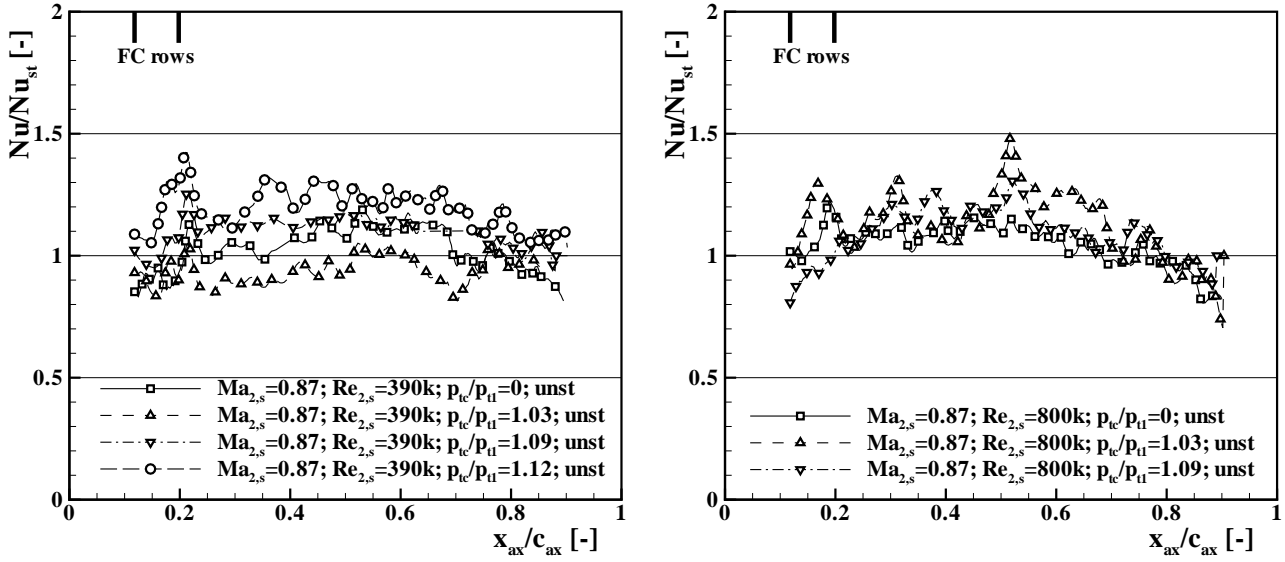 2
FC rows
1.5
1
0.5
0
Nu/Nu_st [-]
Ma_2,s=0.87; Re_2,s=390k; p_tc/p_t1=0; unst
Ma_2,s=0.87; Re_2,s=390k; p_tc/p_t1=1.03; unst
Ma_2,s=0.87; Re_2,s=390k; p_tc/p_t1=1.09; unst
Ma_2,s=0.87; Re_2,s=390k; p_tc/p_t1=1.12; unst
0 0.2 0.4 0.6 0.8 1
x_ax/c_ax [-]
2
FC rows
1.5
1
0.5
0
Nu/Nu_st [-]
Ma_2,s=0.87; Re_2,s=800k; p_tc/p_t1=0; unst
Ma_2,s=0.87; Re_2,s=800k; p_tc/p_t1=1.03; unst
Ma_2,s=0.87; Re_2,s=800k; p_tc/p_t1=1.09; unst
0 0.2 0.4 0.6 0.8 1
x_ax/c_ax [-]